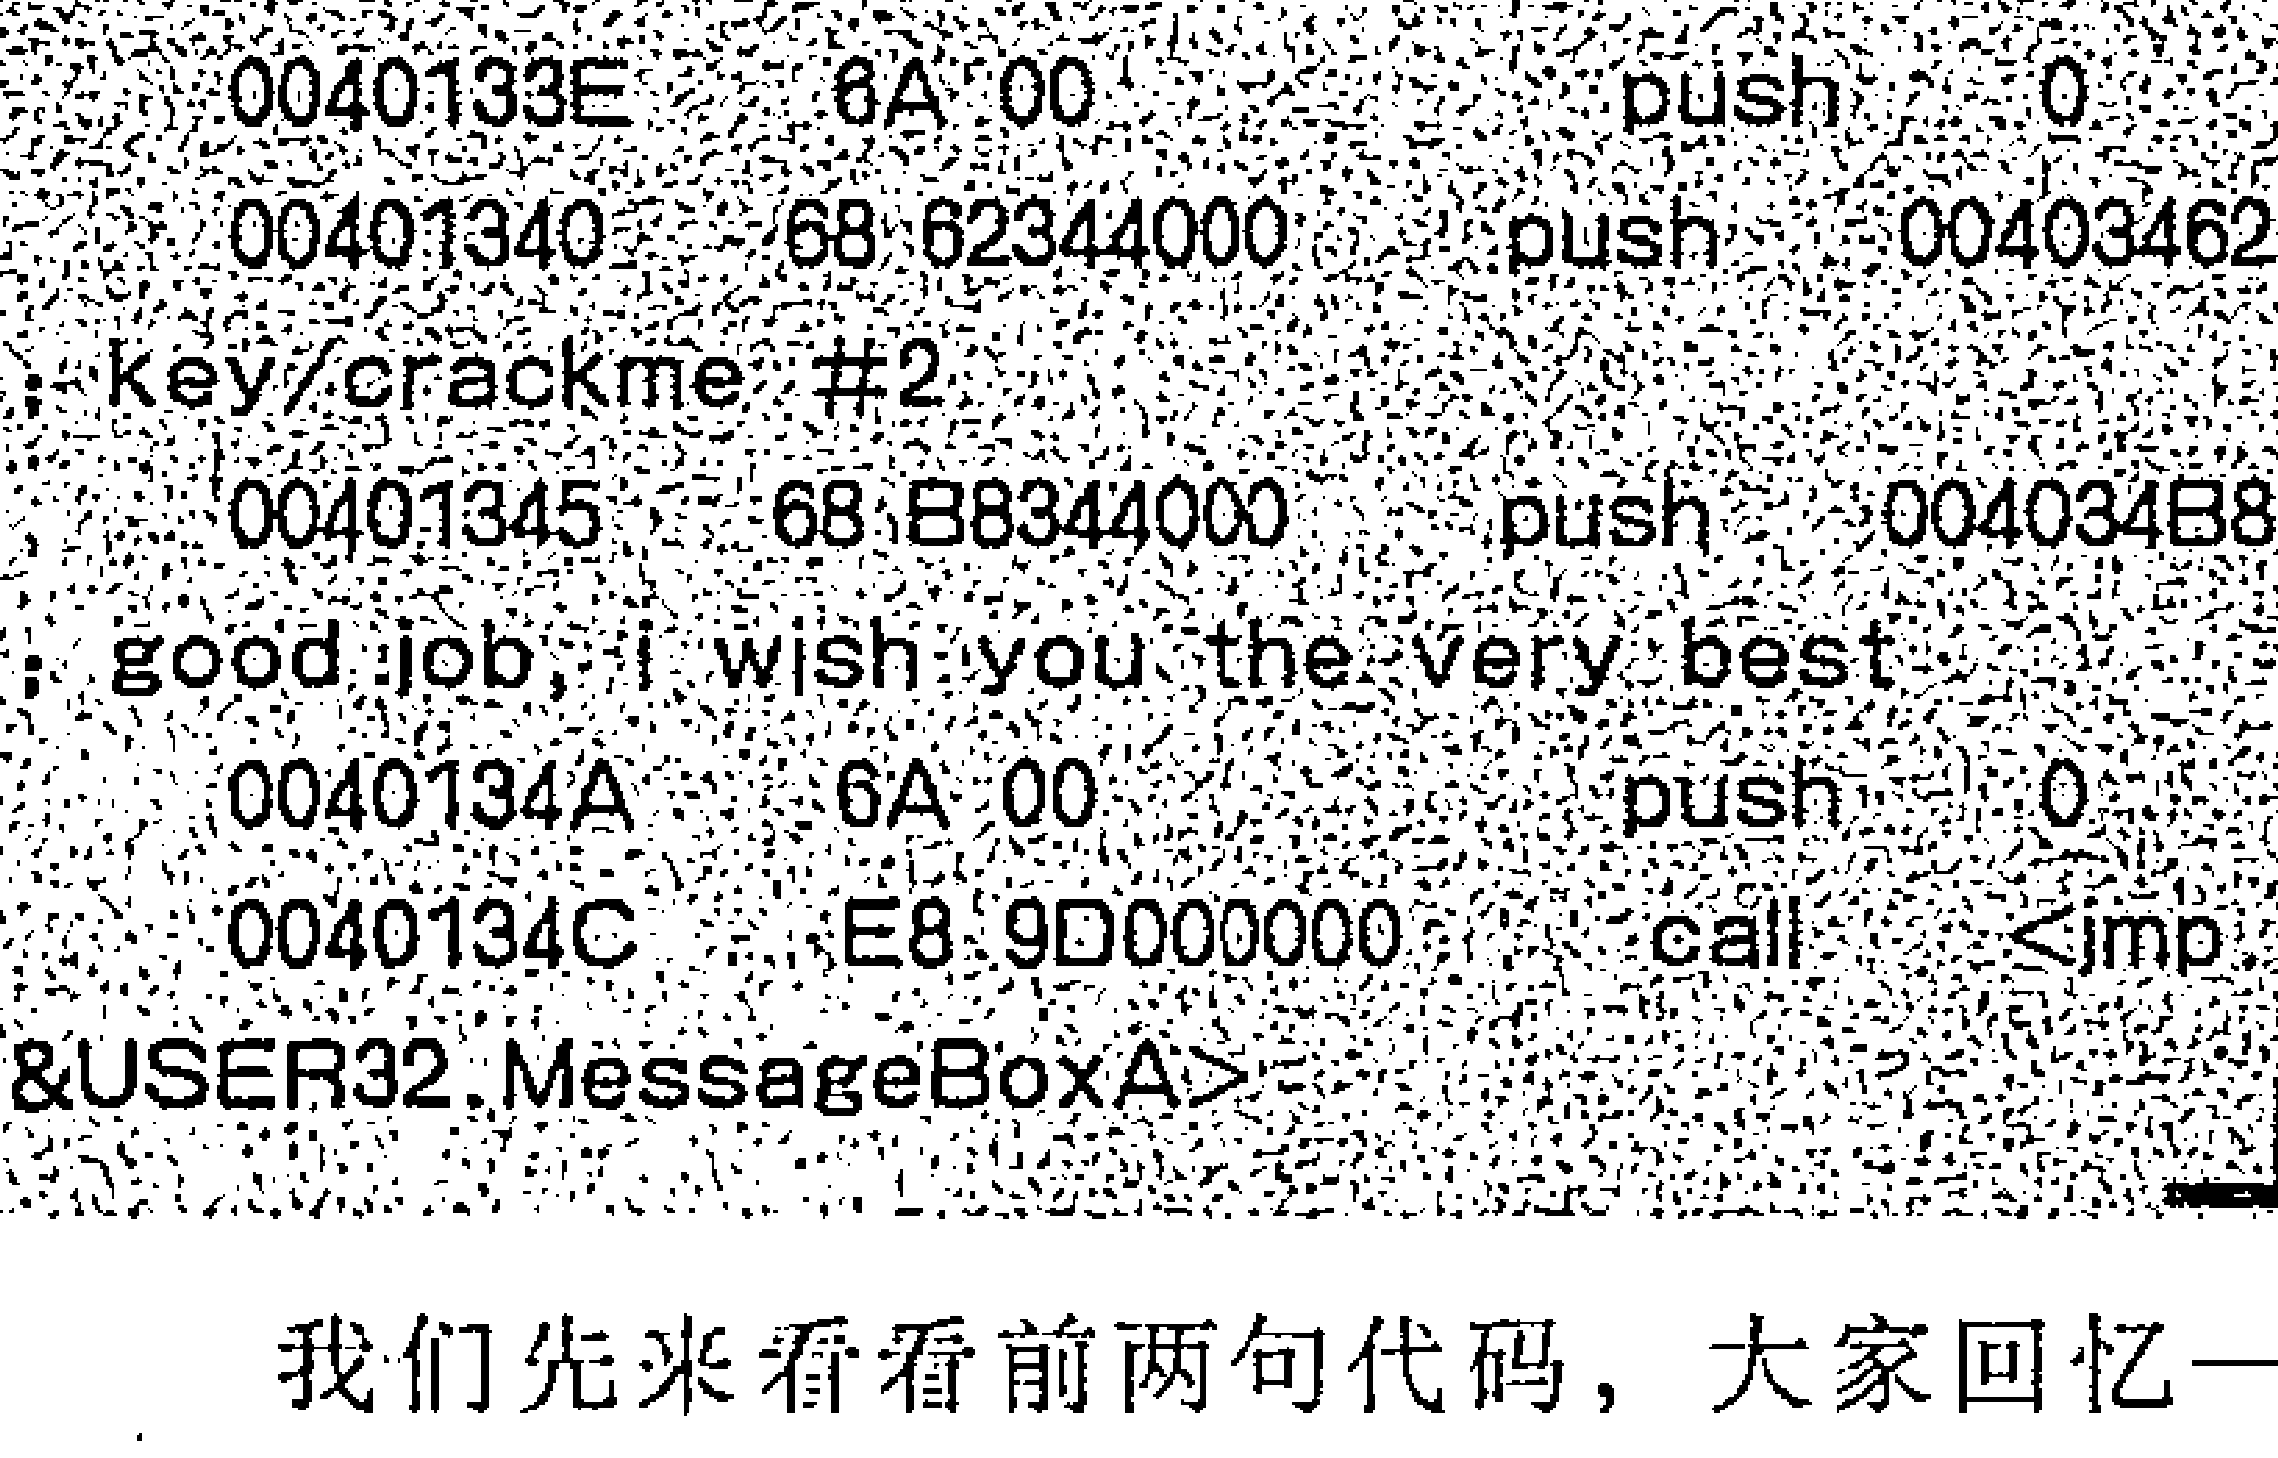 0040133E 6A 00 push 0
00401340 68 62344000 push 00403462
; key/crackme #2
00401345 68 B8344000 push 004034B8
; good job, i wish you the very best
0040134A 6A 00 push 0
0040134C E8 9D000000 call <jmp.
&USER32.MessageBoxA>
我们先来看看前两句代码，大家回忆一